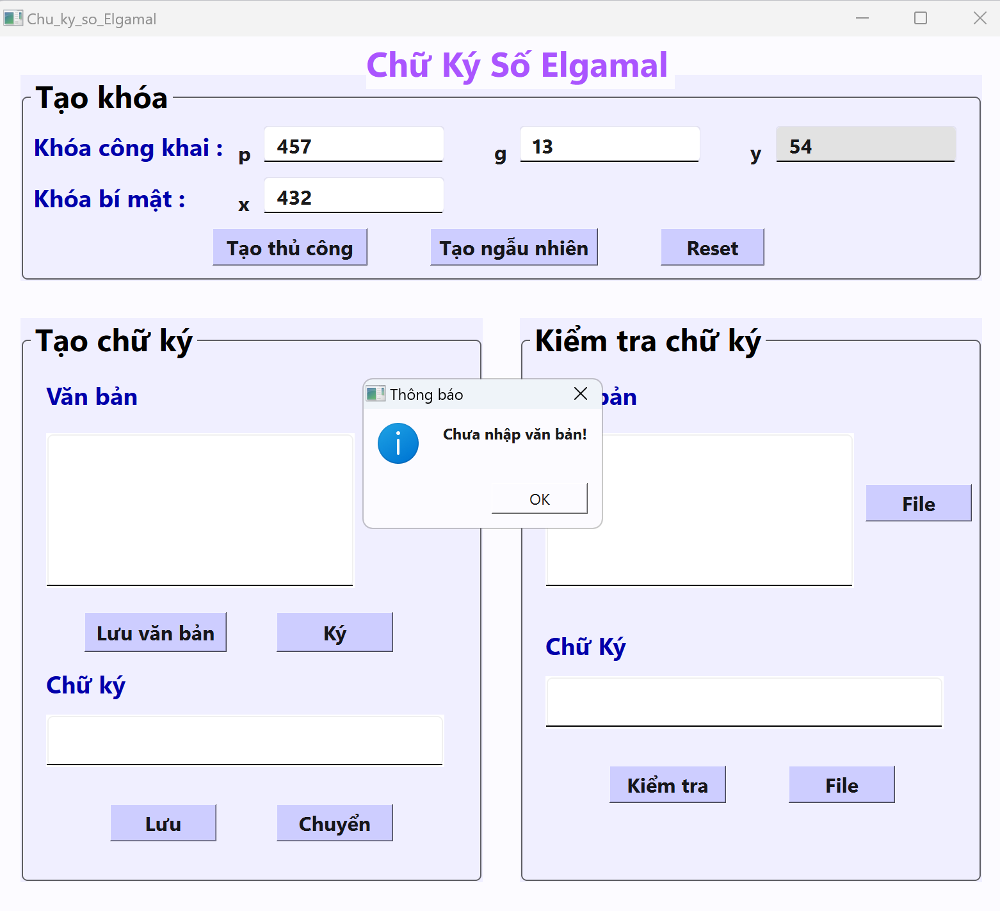 Chu_ky_so_Elgamal
Chữ Ký Số Elgamal
Tạo khóa
Khóa công khai : p 457 g 13 y 54
Khóa bí mật : x 432
Tạo thủ công Tạo ngẫu nhiên Reset
Tạo chữ ký
Văn bản
Lưu văn bản Ký
Chữ ký
Lưu Chuyển
Kiểm tra chữ ký
bản
File
Chữ Ký
Kiểm tra File
Thông báo
Chưa nhập văn bản!
OK